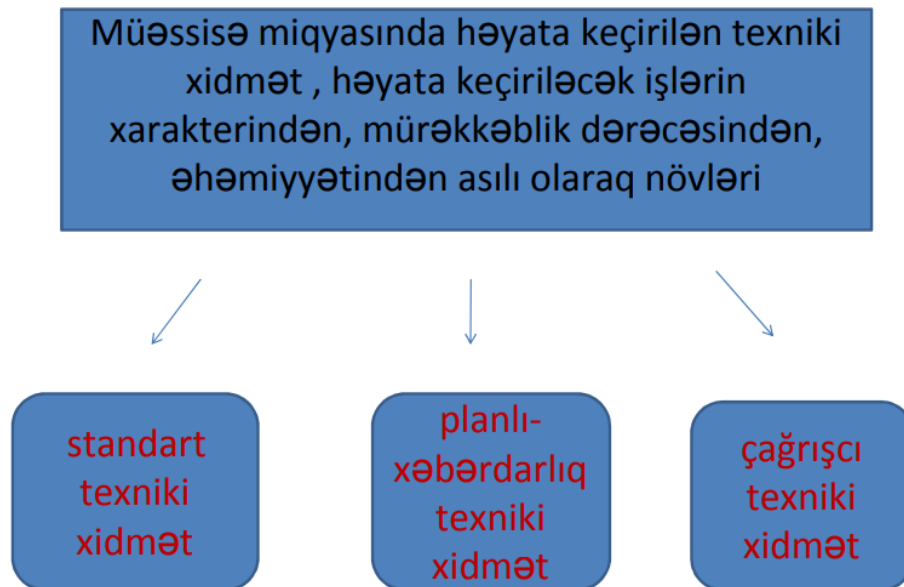 Müəssisə miqyasında həyata keçirilən texniki
xidmət , həyata keçiriləcək işlərin
xarakterindən, mürəkkəblik dərəcəsindən,
əhəmiyyətindən asılı olaraq növləri
standart
texniki
xidmət
planlı-
xəbərdarlıq
texniki
xidmət
çağrışcı
texniki
xidmət